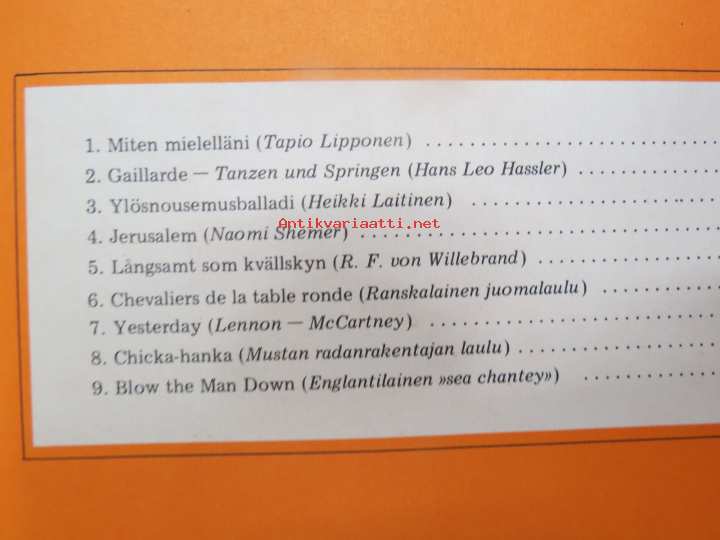 1. Miten mielelläni (Tapio Lipponen) ..............................
2. Gaillarde — Tanzen und Springen (Hans Leo Hassler) ................
3. Ylösnousemusballadi (Heikki Laitinen) ..........................
Antikvariaatti.net
4. Jerusalem (Naomi Shemer) ...................................
5. Långsamt som kvällskyn (R. F. von Willebrand) ...................
6. Chevaliers de la table ronde (Ranskalainen juomalaulu) .............
7. Yesterday (Lennon — McCartney) .............................
8. Chicka-hanka (Mustan radanrakentajan laulu) .....................
9. Blow the Man Down (Englantilainen »sea chantey») ...............